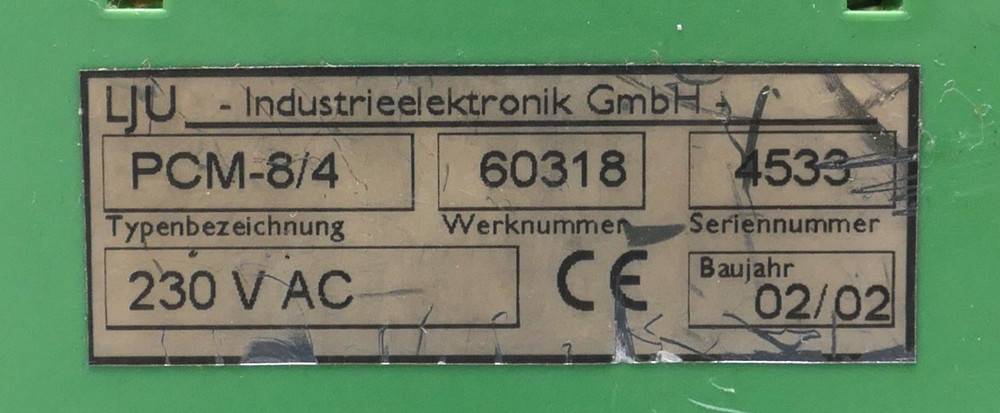 LJU - Industrieelektronik GmbH -
PCM-8/4 60318 4533
Typenbezeichnung Werknummer Seriennummer
230 V AC CE Baujahr
02/02